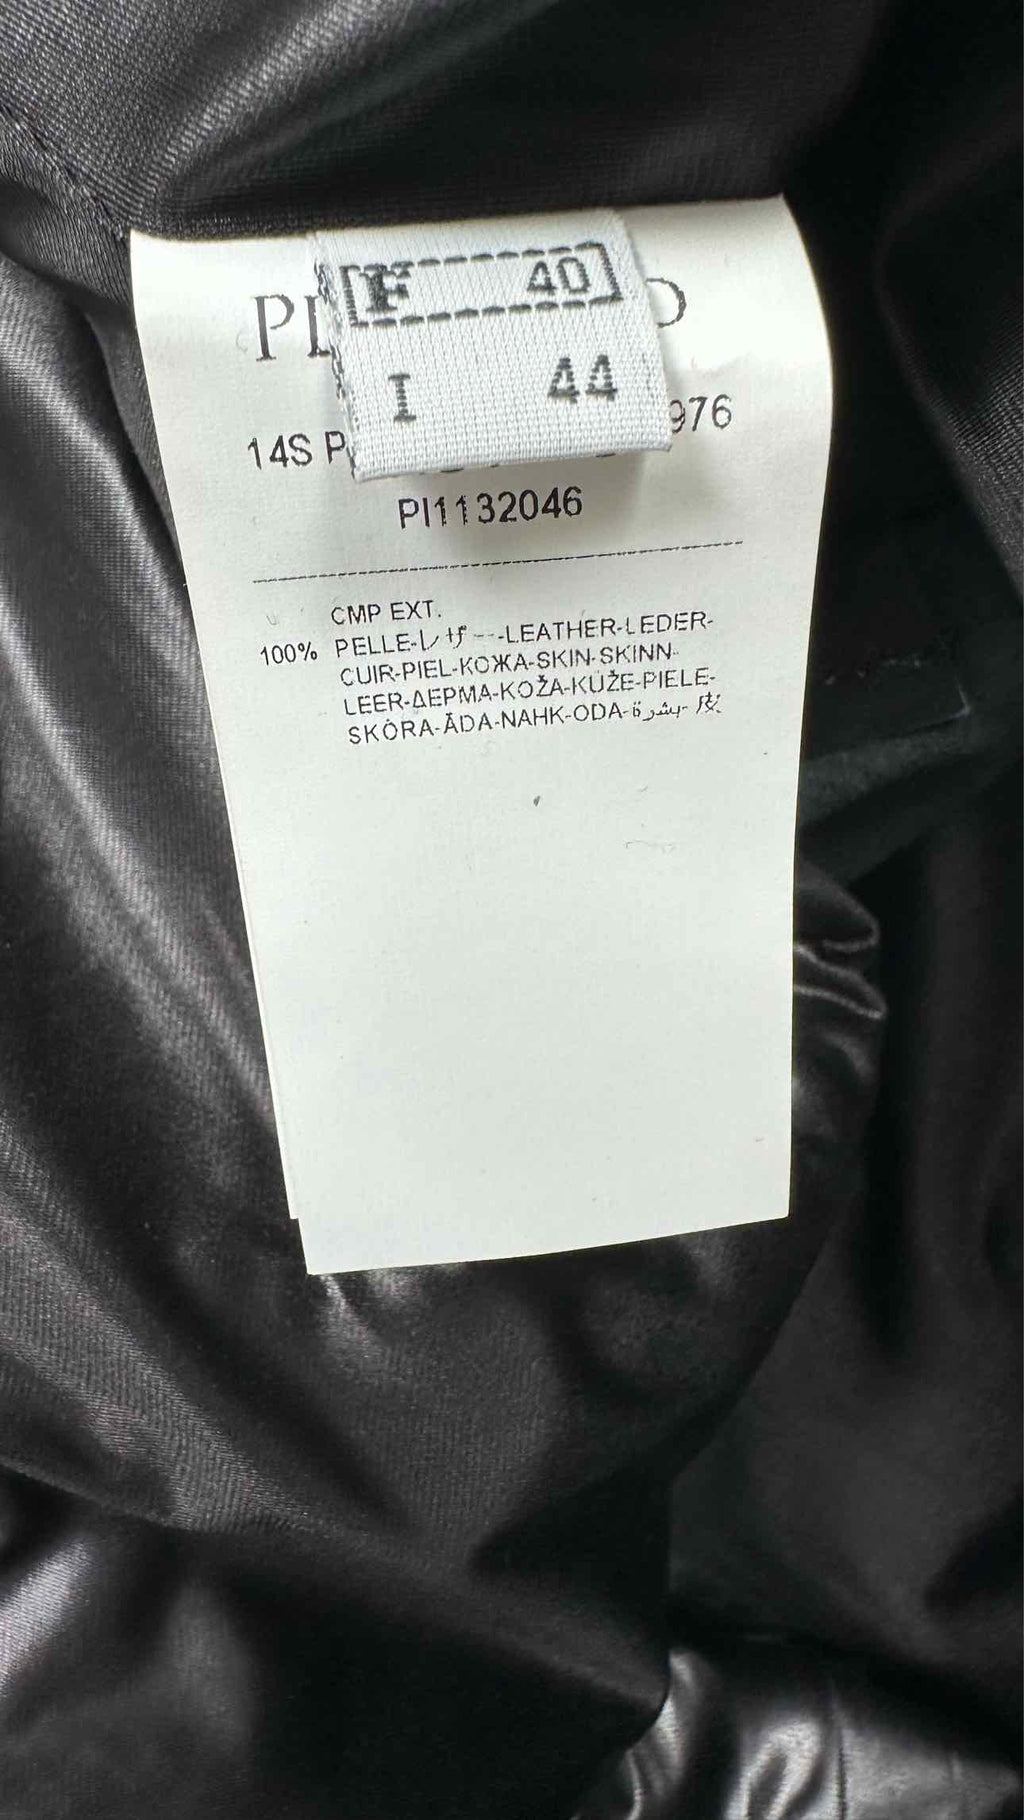 F 40
I 44
14S
976
PI1132046
CMP EXT.
100% PELLE-レザー-LEATHER-LEDER-
CUIR-PIEL-КОЖА-SKIN-SKINN-
LEER-ΔΕΡΜΑ-KOŽA-KŮŽE-PIELE-
SKÓRA-ĀDA-NAHK-ODA-بشرة-皮